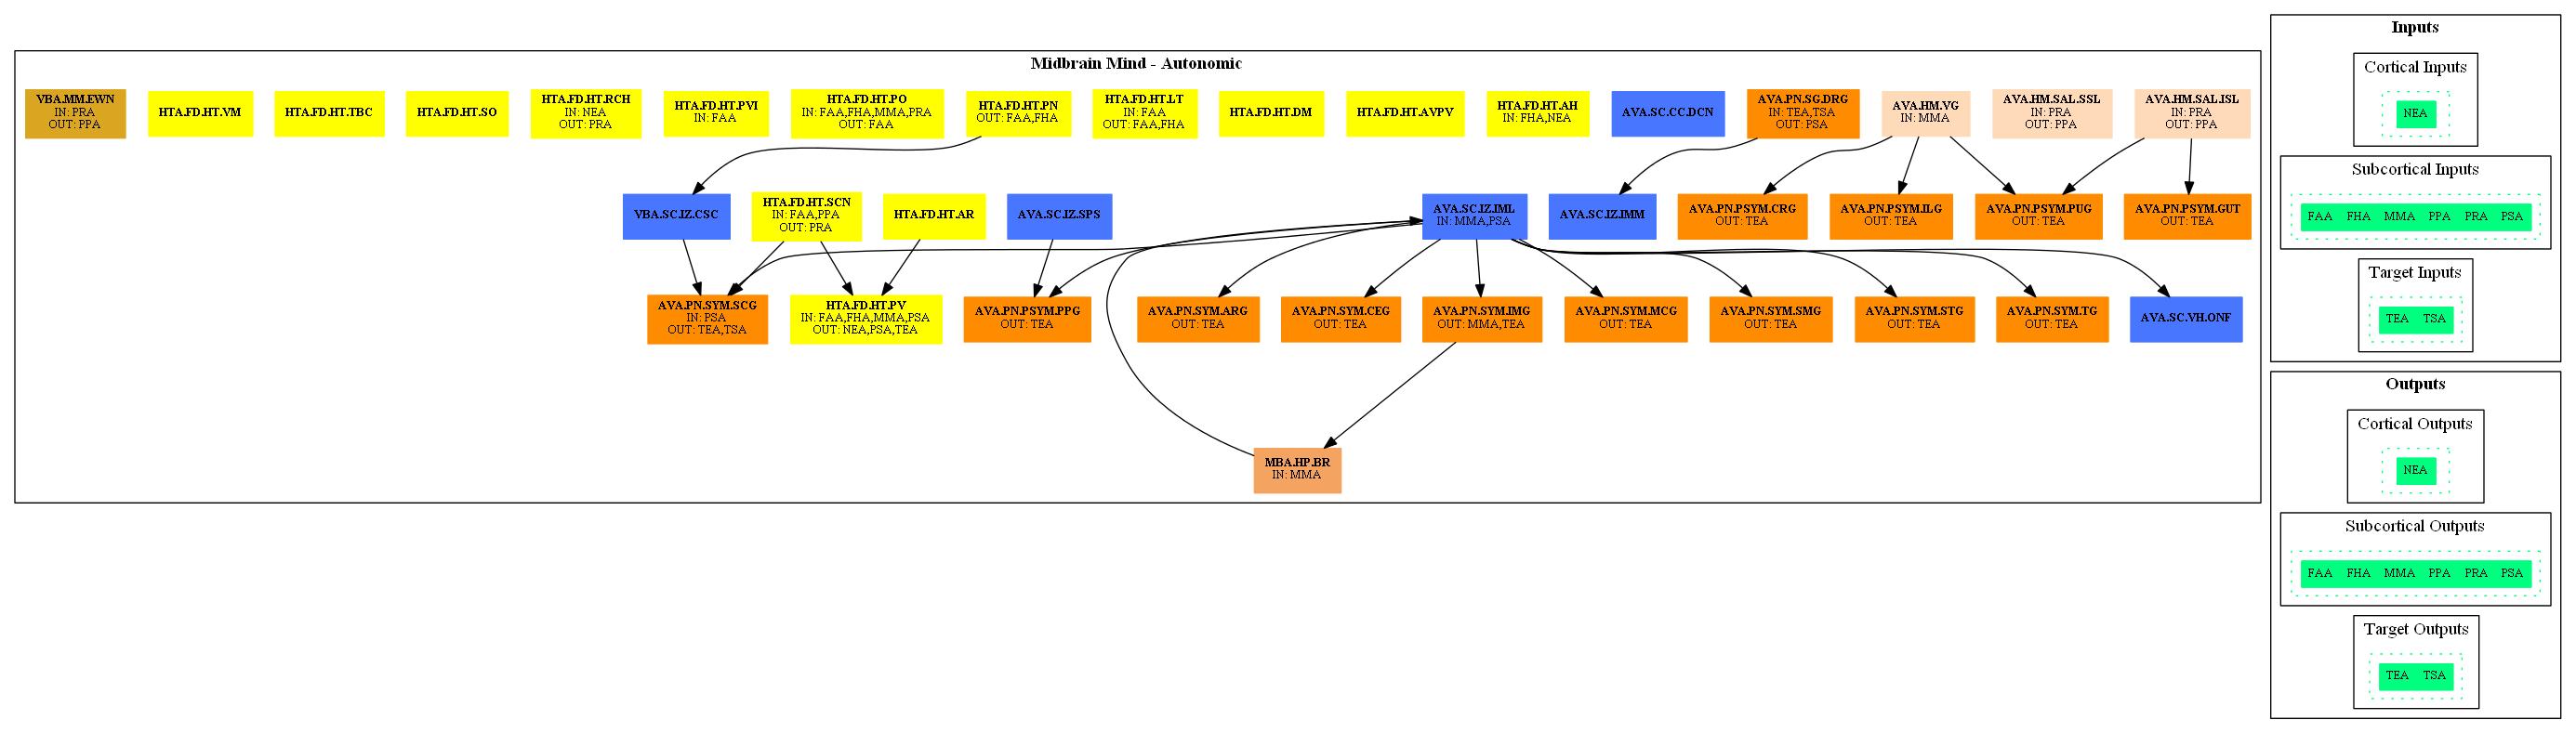 Midbrain Mind - Autonomic
VBA.MM.EWN
IN: PRA
OUT: PPA
HTA.FD.HT.VM
HTA.FD.HT.TBC
HTA.FD.HT.SO
HTA.FD.HT.RCH
IN: NEA
OUT: PRA
HTA.FD.HT.PVI
IN: FAA
HTA.FD.HT.PO
IN: FAA,FHA,MMA,PRA
OUT: FAA
HTA.FD.HT.PN
OUT: FAA,FHA
HTA.FD.HT.LT
IN: FAA
OUT: FAA,FHA
HTA.FD.HT.DM
HTA.FD.HT.AVPV
HTA.FD.HT.AH
IN: FHA,NEA
AVA.SC.CC.DCN
AVA.PN.SG.DRG
IN: TEA,TSA
OUT: PSA
AVA.HM.VG
IN: MMA
AVA.HM.SAL.SSL
IN: PRA
OUT: PPA
AVA.HM.SAL.ISL
IN: PRA
OUT: PPA
VBA.SC.IZ.CSC
HTA.FD.HT.SCN
IN: FAA,PPA
OUT: PRA
HTA.FD.HT.AR
AVA.SC.IZ.SPS
AVA.SC.IZ.IML
IN: MMA,PSA
AVA.SC.IZ.IMM
AVA.PN.PSYM.CRG
OUT: TEA
AVA.PN.PSYM.ILG
OUT: TEA
AVA.PN.PSYM.PUG
OUT: TEA
AVA.PN.PSYM.GUT
OUT: TEA
AVA.PN.SYM.SCG
IN: PSA
OUT: TEA,TSA
HTA.FD.HT.PV
IN: FAA,FHA,MMA,PSA
OUT: NEA,PSA,TEA
AVA.PN.PSYM.PPG
OUT: TEA
AVA.PN.SYM.ARG
OUT: TEA
AVA.PN.SYM.CEG
OUT: TEA
AVA.PN.SYM.IMG
OUT: MMA,TEA
AVA.PN.SYM.MCG
OUT: TEA
AVA.PN.SYM.SMG
OUT: TEA
AVA.PN.SYM.STG
OUT: TEA
AVA.PN.SYM.TG
OUT: TEA
AVA.SC.VH.ONF
MBA.HP.BR
IN: MMA
Inputs
Cortical Inputs
NEA
Subcortical Inputs
FAA FHA MMA PPA PRA PSA
Target Inputs
TEA TSA
Outputs
Cortical Outputs
NEA
Subcortical Outputs
FAA FHA MMA PPA PRA PSA
Target Outputs
TEA TSA